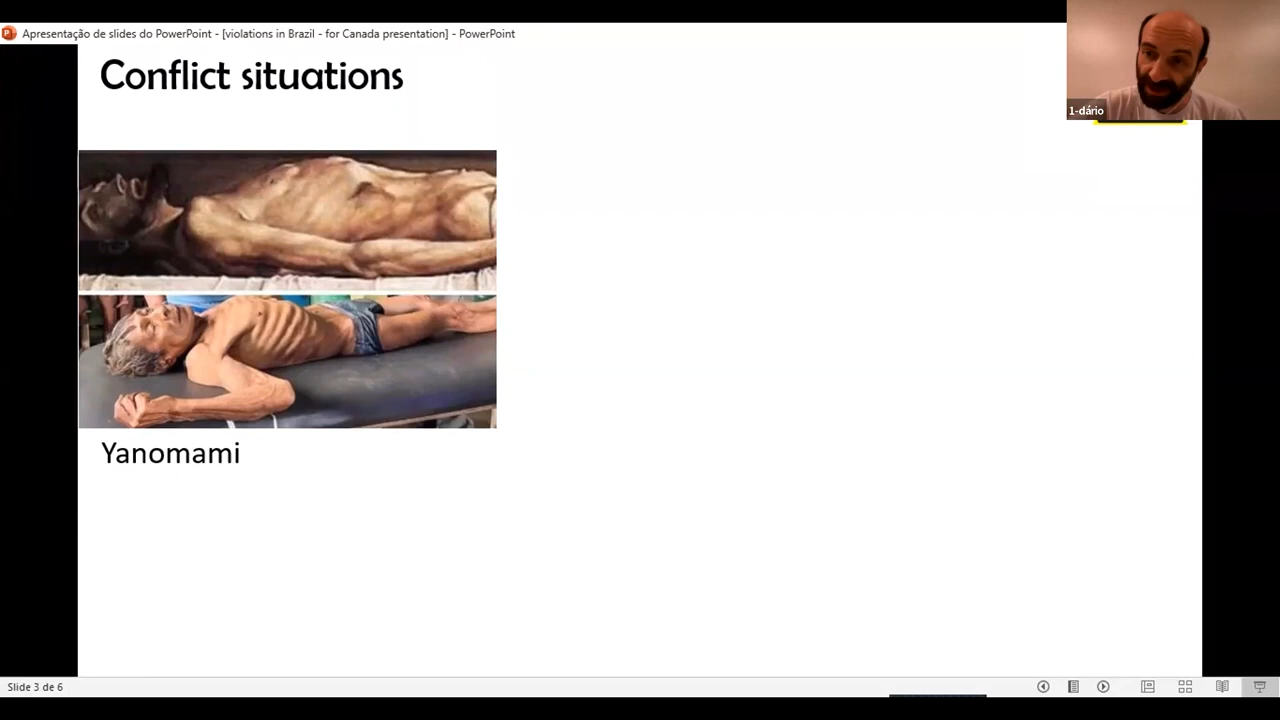 Apresentação de slides do PowerPoint - [violations in Brazil - for Canada presentation] - PowerPoint
Conflict situations
1-dário
Yanomami
Slide 3 de 6